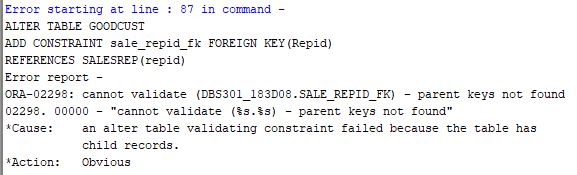 Error starting at line : 87 in command -
ALTER TABLE GOODCUST
ADD CONSTRAINT sale_repid_fk FOREIGN KEY(Repid)
REFERENCES SALESREP(repid)
Error report -
ORA-02298: cannot validate (DBS301_183D08.SALE_REPID_FK) - parent keys not found
02298. 00000 - "cannot validate (%s.%s) - parent keys not found"
*Cause:    an alter table validating constraint failed because the table has
           child records.
*Action:   Obvious